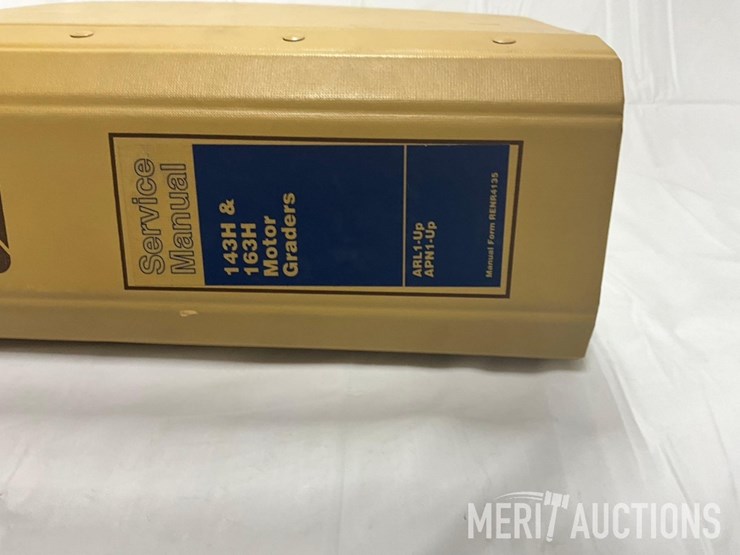 Service
Manual
143H &
163H
Motor
Graders
ARL1-Up
APN1-Up
Manual Form RENR4135
MERIT AUCTIONS